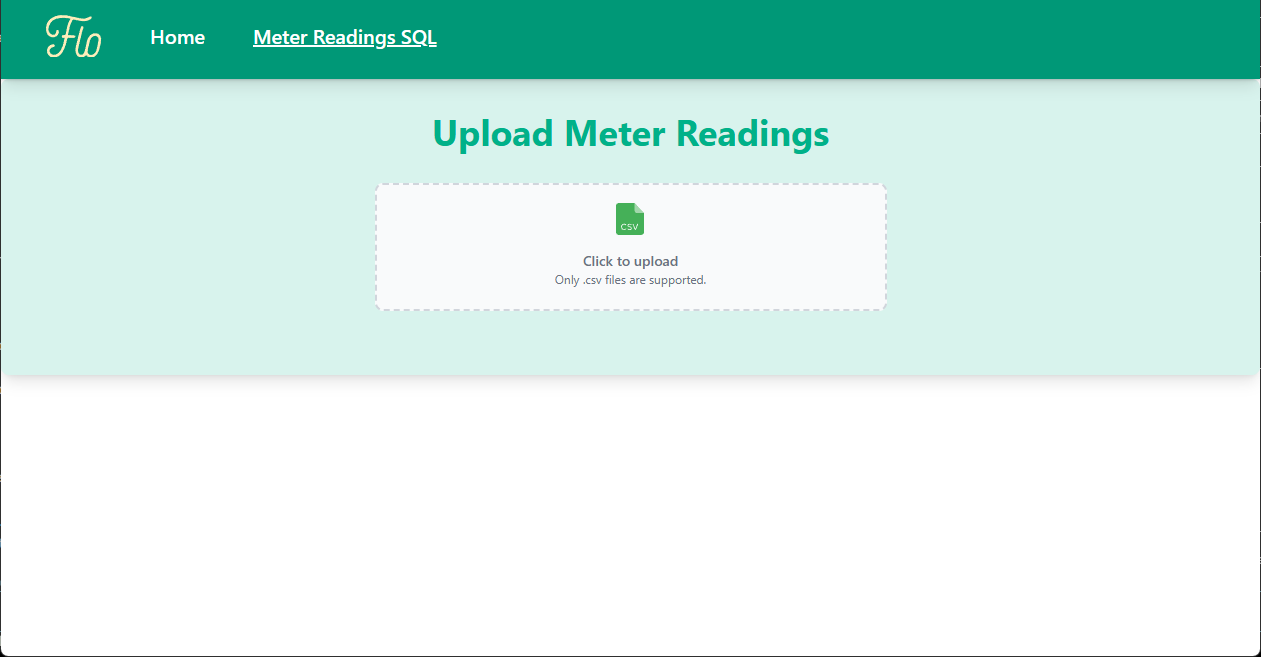 Flo
Home
Meter Readings SQL
Upload Meter Readings
CSV
Click to upload
Only .csv files are supported.